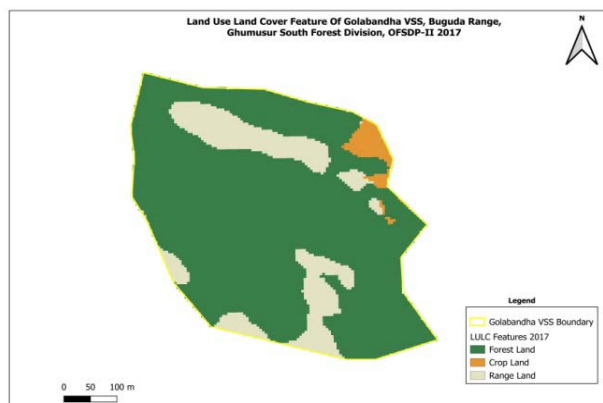 Land Use Land Cover Feature Of Golabandha VSS, Buguda Range,
Ghumusur South Forest Division, OFSDP-II 2017
N
Legend
Golabandha VSS Boundary
LULC Features 2017
Forest Land
Crop Land
Range Land
0 50 100 m